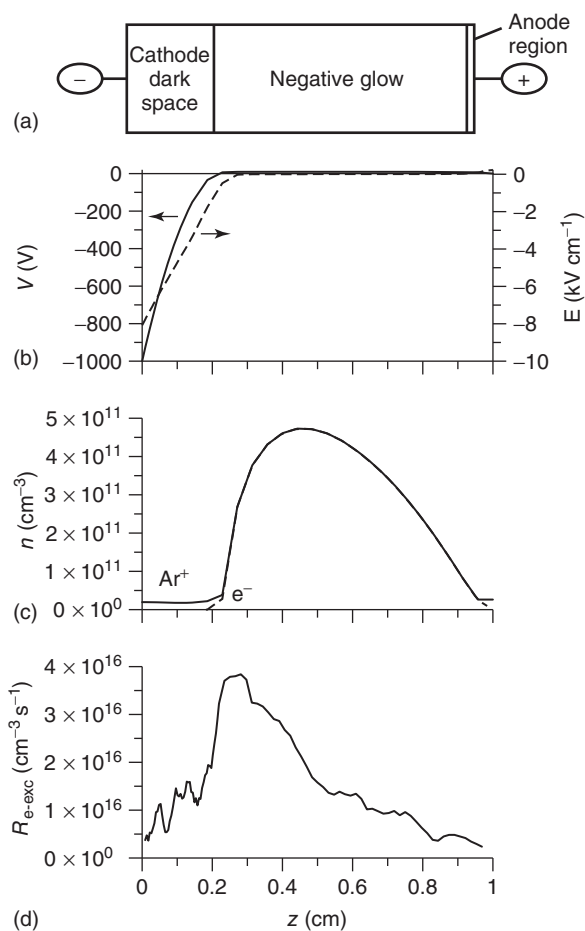 Cathode
dark
space
Negative glow
Anode
region
−
+
(a)
0
−200
−400
−600
−800
−1000
V (V)
0
−2
−4
−6
−8
−10
E (kV cm⁻¹)
(b)
5 × 10¹¹
4 × 10¹¹
3 × 10¹¹
2 × 10¹¹
1 × 10¹¹
0 × 10⁰
n (cm⁻³)
Ar⁺
e⁻
(c)
4 × 10¹⁶
3 × 10¹⁶
2 × 10¹⁶
1 × 10¹⁶
0 × 10⁰
R e-exc (cm⁻³ s⁻¹)
0
0.2
0.4
0.6
0.8
1
z (cm)
(d)